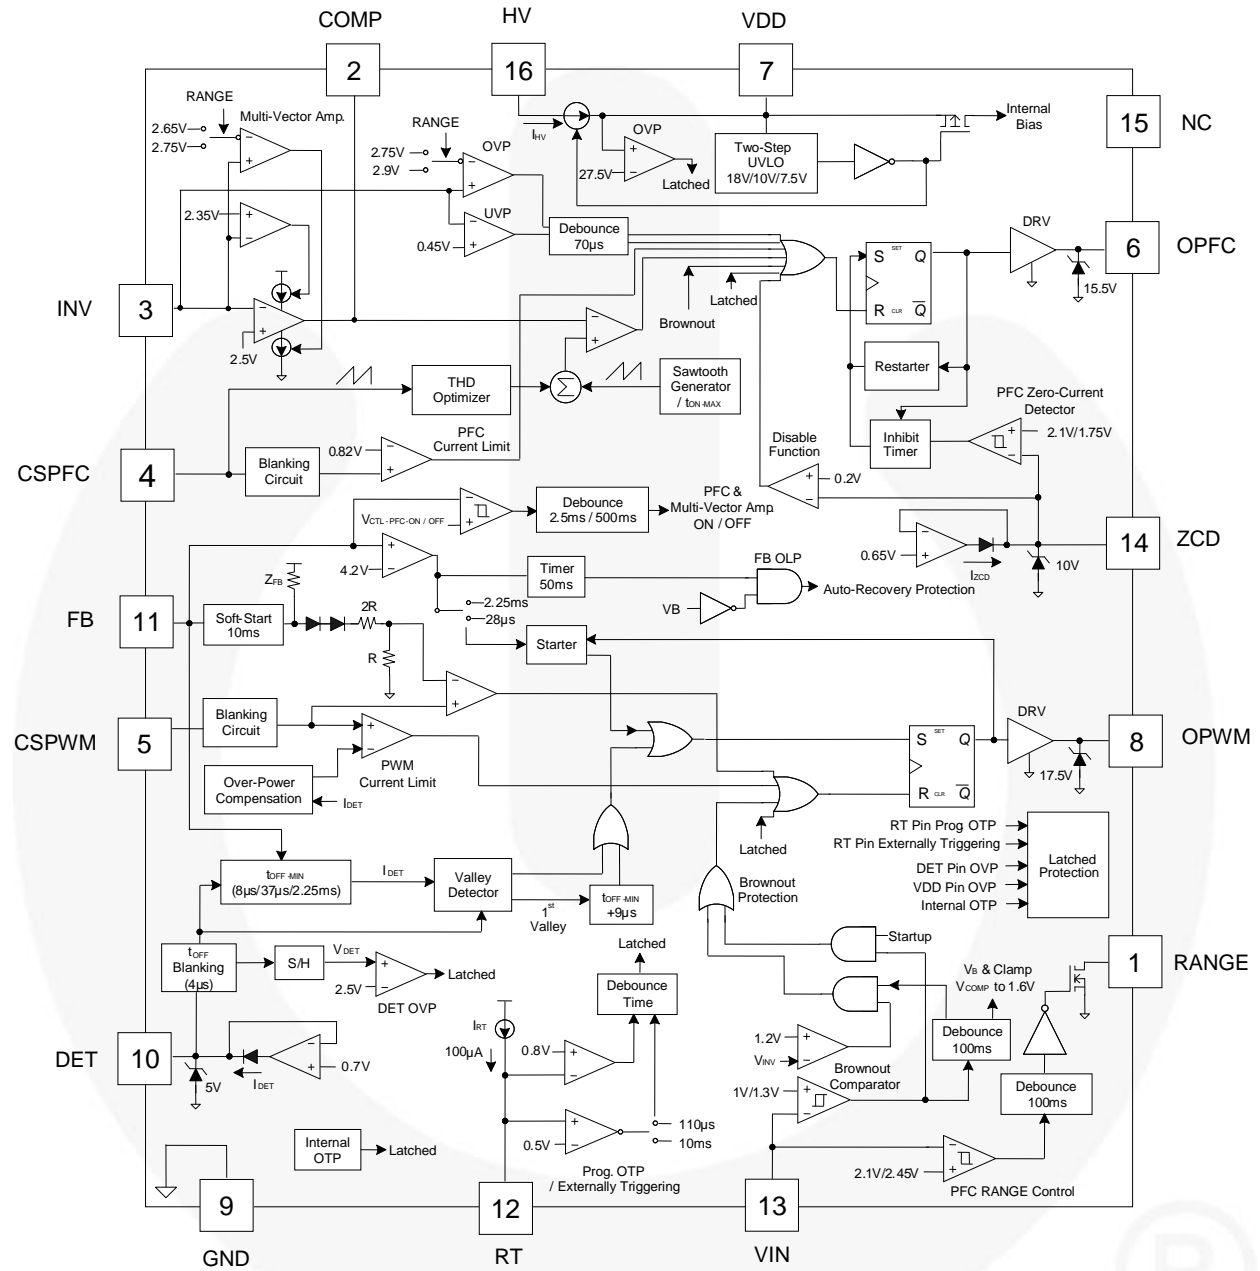 COMP
HV
VDD
2
16
7
15
NC
RANGE
Multi-Vector Amp.
2.65V
2.75V
RANGE
2.75V
2.9V
OVP
IHV
OVP
27.5V
Latched
Two-Step
UVLO
18V/10V/7.5V
Internal
Bias
2.35V
UVP
0.45V
Debounce
70µs
DRV
6
OPFC
15.5V
S
SET
Q
R
CLR
Q
INV
3
2.5V
Brownout
Latched
Restarter
THD
Optimizer
Σ
Sawtooth
Generator
/ tON-MAX
PFC Zero-Current
Detector
2.1V/1.75V
Inhibit
Timer
CSPFC
4
Blanking
Circuit
0.82V
PFC
Current Limit
Disable
Function
0.2V
VCTL-PFC-ON / OFF
Debounce
2.5ms / 500ms
PFC &
Multi-Vector Amp.
ON / OFF
14
ZCD
0.65V
IZCD
10V
4.2V
Timer
50ms
FB OLP
VB
Auto-Recovery Protection
FB
11
ZFB
Soft-Start
10ms
2R
R
2.25ms
28µs
Starter
CSPWM
5
Blanking
Circuit
PWM
Current Limit
Over-Power
Compensation
IDET
S
SET
Q
R
CLR
Q
DRV
8
OPWM
17.5V
Latched
RT Pin Prog OTP
RT Pin Externally Triggering
DET Pin OVP
VDD Pin OVP
Internal OTP
Latched
Protection
tOFF-MIN
(8µs/37µs/2.25ms)
IDET
Valley
Detector
1st
Valley
tOFF-MIN
+9µs
Brownout
Protection
Startup
tOFF
Blanking
(4µs)
S/H
VDET
2.5V
Latched
DET OVP
Latched
Debounce
Time
VB & Clamp
VCOMP to 1.6V
1
RANGE
DET
10
5V
IDET
0.7V
IRT
100µA
0.8V
0.5V
110µs
10ms
Prog. OTP
/ Externally Triggering
1.2V
VINV
Brownout
Comparator
1V/1.3V
Debounce
100ms
Debounce
100ms
2.1V/2.45V
PFC RANGE Control
Internal
OTP
Latched
9
GND
12
RT
13
VIN
R